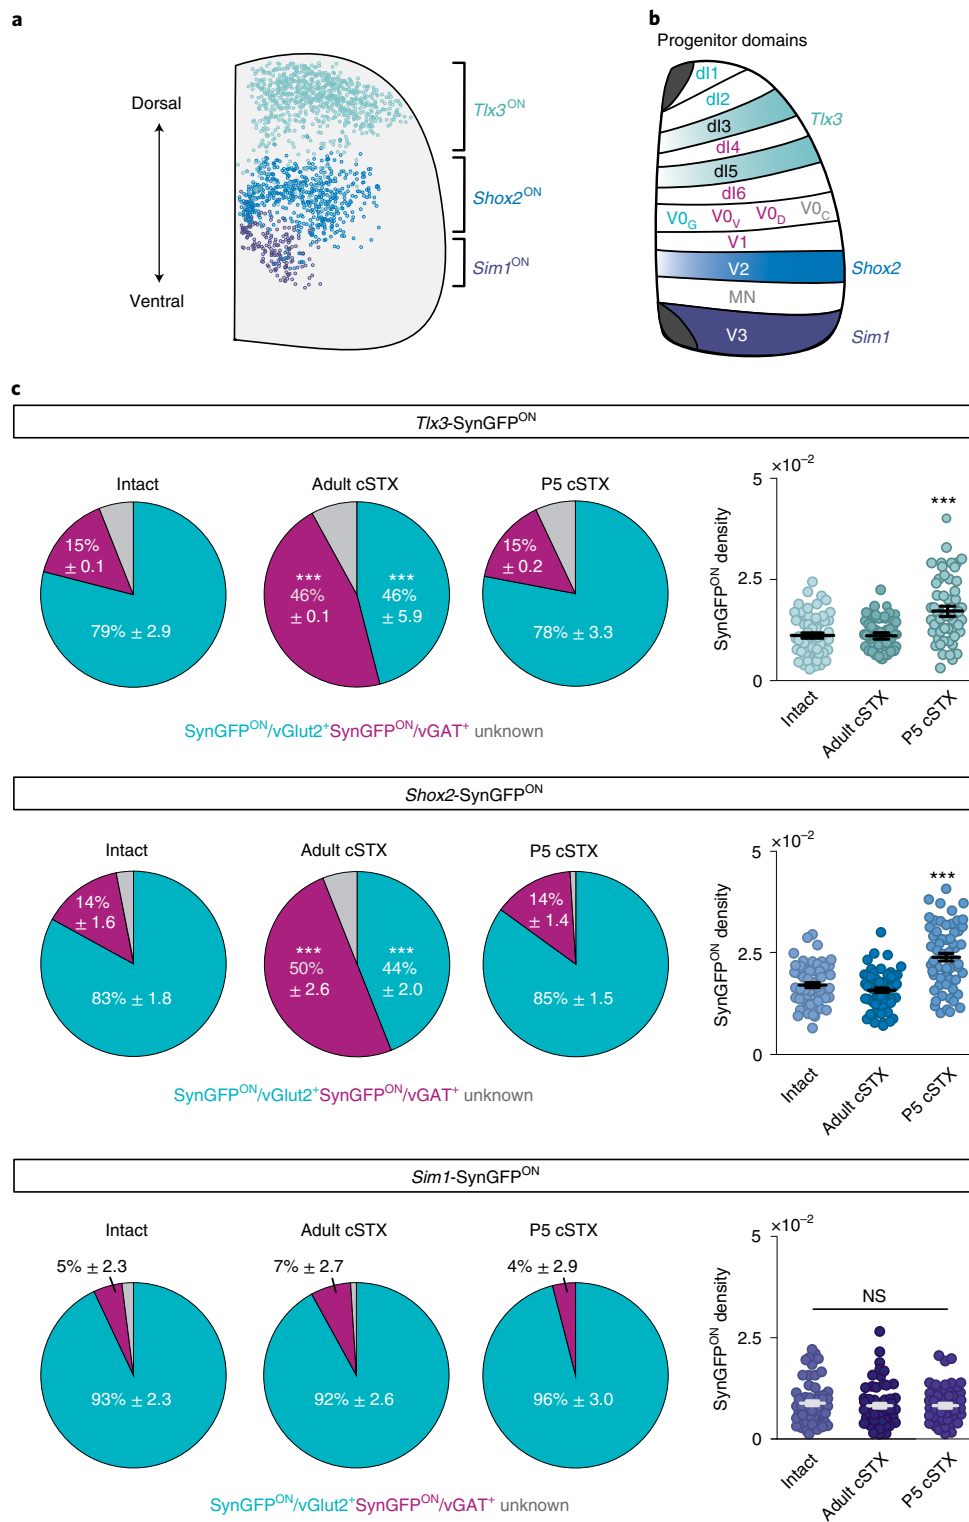 a
Dorsal
Ventral
Tlx3ON
Shox2ON
Sim1ON
b
Progenitor domains
dI1
dI2
dI3
dI4
dI5
dI6
V0G V0V V0D V0C
V1
V2
MN
V3
Tlx3
Shox2
Sim1
c
Tlx3-SynGFPON
Intact
15%
± 0.1
79% ± 2.9
Adult cSTX
***
46%
± 0.1
***
46%
± 5.9
P5 cSTX
15%
± 0.2
78% ± 3.3
SynGFPON/vGlut2+SynGFPON/vGAT+ unknown
×10−2
5
2.5
0
SynGFPON density
***
Intact
Adult cSTX
P5 cSTX
Shox2-SynGFPON
Intact
14%
± 1.6
83% ± 1.8
Adult cSTX
***
50%
± 2.6
***
44%
± 2.0
P5 cSTX
14%
± 1.4
85% ± 1.5
SynGFPON/vGlut2+SynGFPON/vGAT+ unknown
×10−2
5
2.5
0
SynGFPON density
***
Intact
Adult cSTX
P5 cSTX
Sim1-SynGFPON
Intact
5% ± 2.3
93% ± 2.3
Adult cSTX
7% ± 2.7
92% ± 2.6
P5 cSTX
4% ± 2.9
96% ± 3.0
SynGFPON/vGlut2+SynGFPON/vGAT+ unknown
×10−2
5
2.5
0
SynGFPON density
NS
Intact
Adult cSTX
P5 cSTX